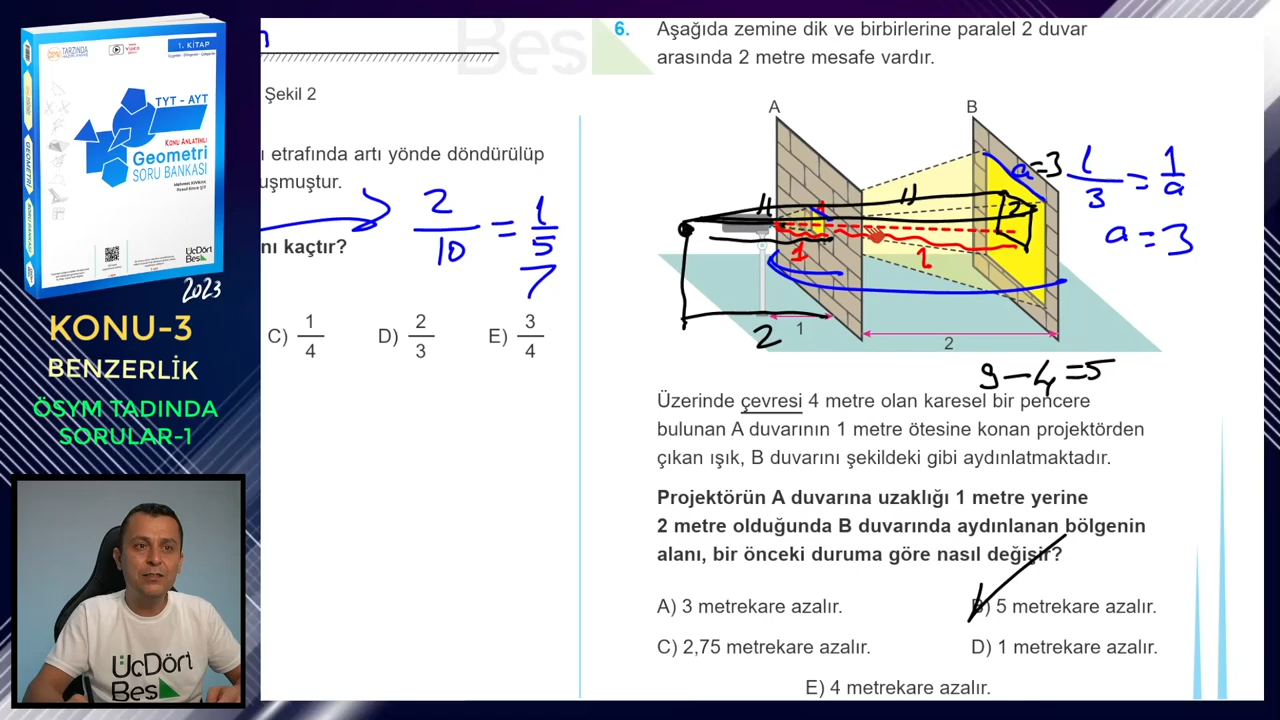 TARZINDA
1. KİTAP
TYT - AYT
KONU ANLATIMLI
Geometri
SORU BANKASI
GEOMETRİ
ÜçDört
Beş
2023
KONU-3
BENZERLİK
ÖSYM TADINDA
SORULAR-1
ÜçDört
Beş
Beş
Şekil 2
ı etrafında artı yönde döndürülüp
uşmuştur.
nı kaçtır?
2/10 = 1/5
7
C) 1/4
D) 2/3
E) 3/4
6. Aşağıda zemine dik ve birbirlerine paralel 2 duvar
arasında 2 metre mesafe vardır.
A
B
a=3
1/3 = 1/a
a=3
2
1
1
2
2
1
2
9-4=5
Üzerinde çevresi 4 metre olan karesel bir pencere
bulunan A duvarının 1 metre ötesine konan projektörden
çıkan ışık, B duvarını şekildeki gibi aydınlatmaktadır.
Projektörün A duvarına uzaklığı 1 metre yerine
2 metre olduğunda B duvarında aydınlanan bölgenin
alanı, bir önceki duruma göre nasıl değişir?
A) 3 metrekare azalır.
B) 5 metrekare azalır.
C) 2,75 metrekare azalır.
D) 1 metrekare azalır.
E) 4 metrekare azalır.